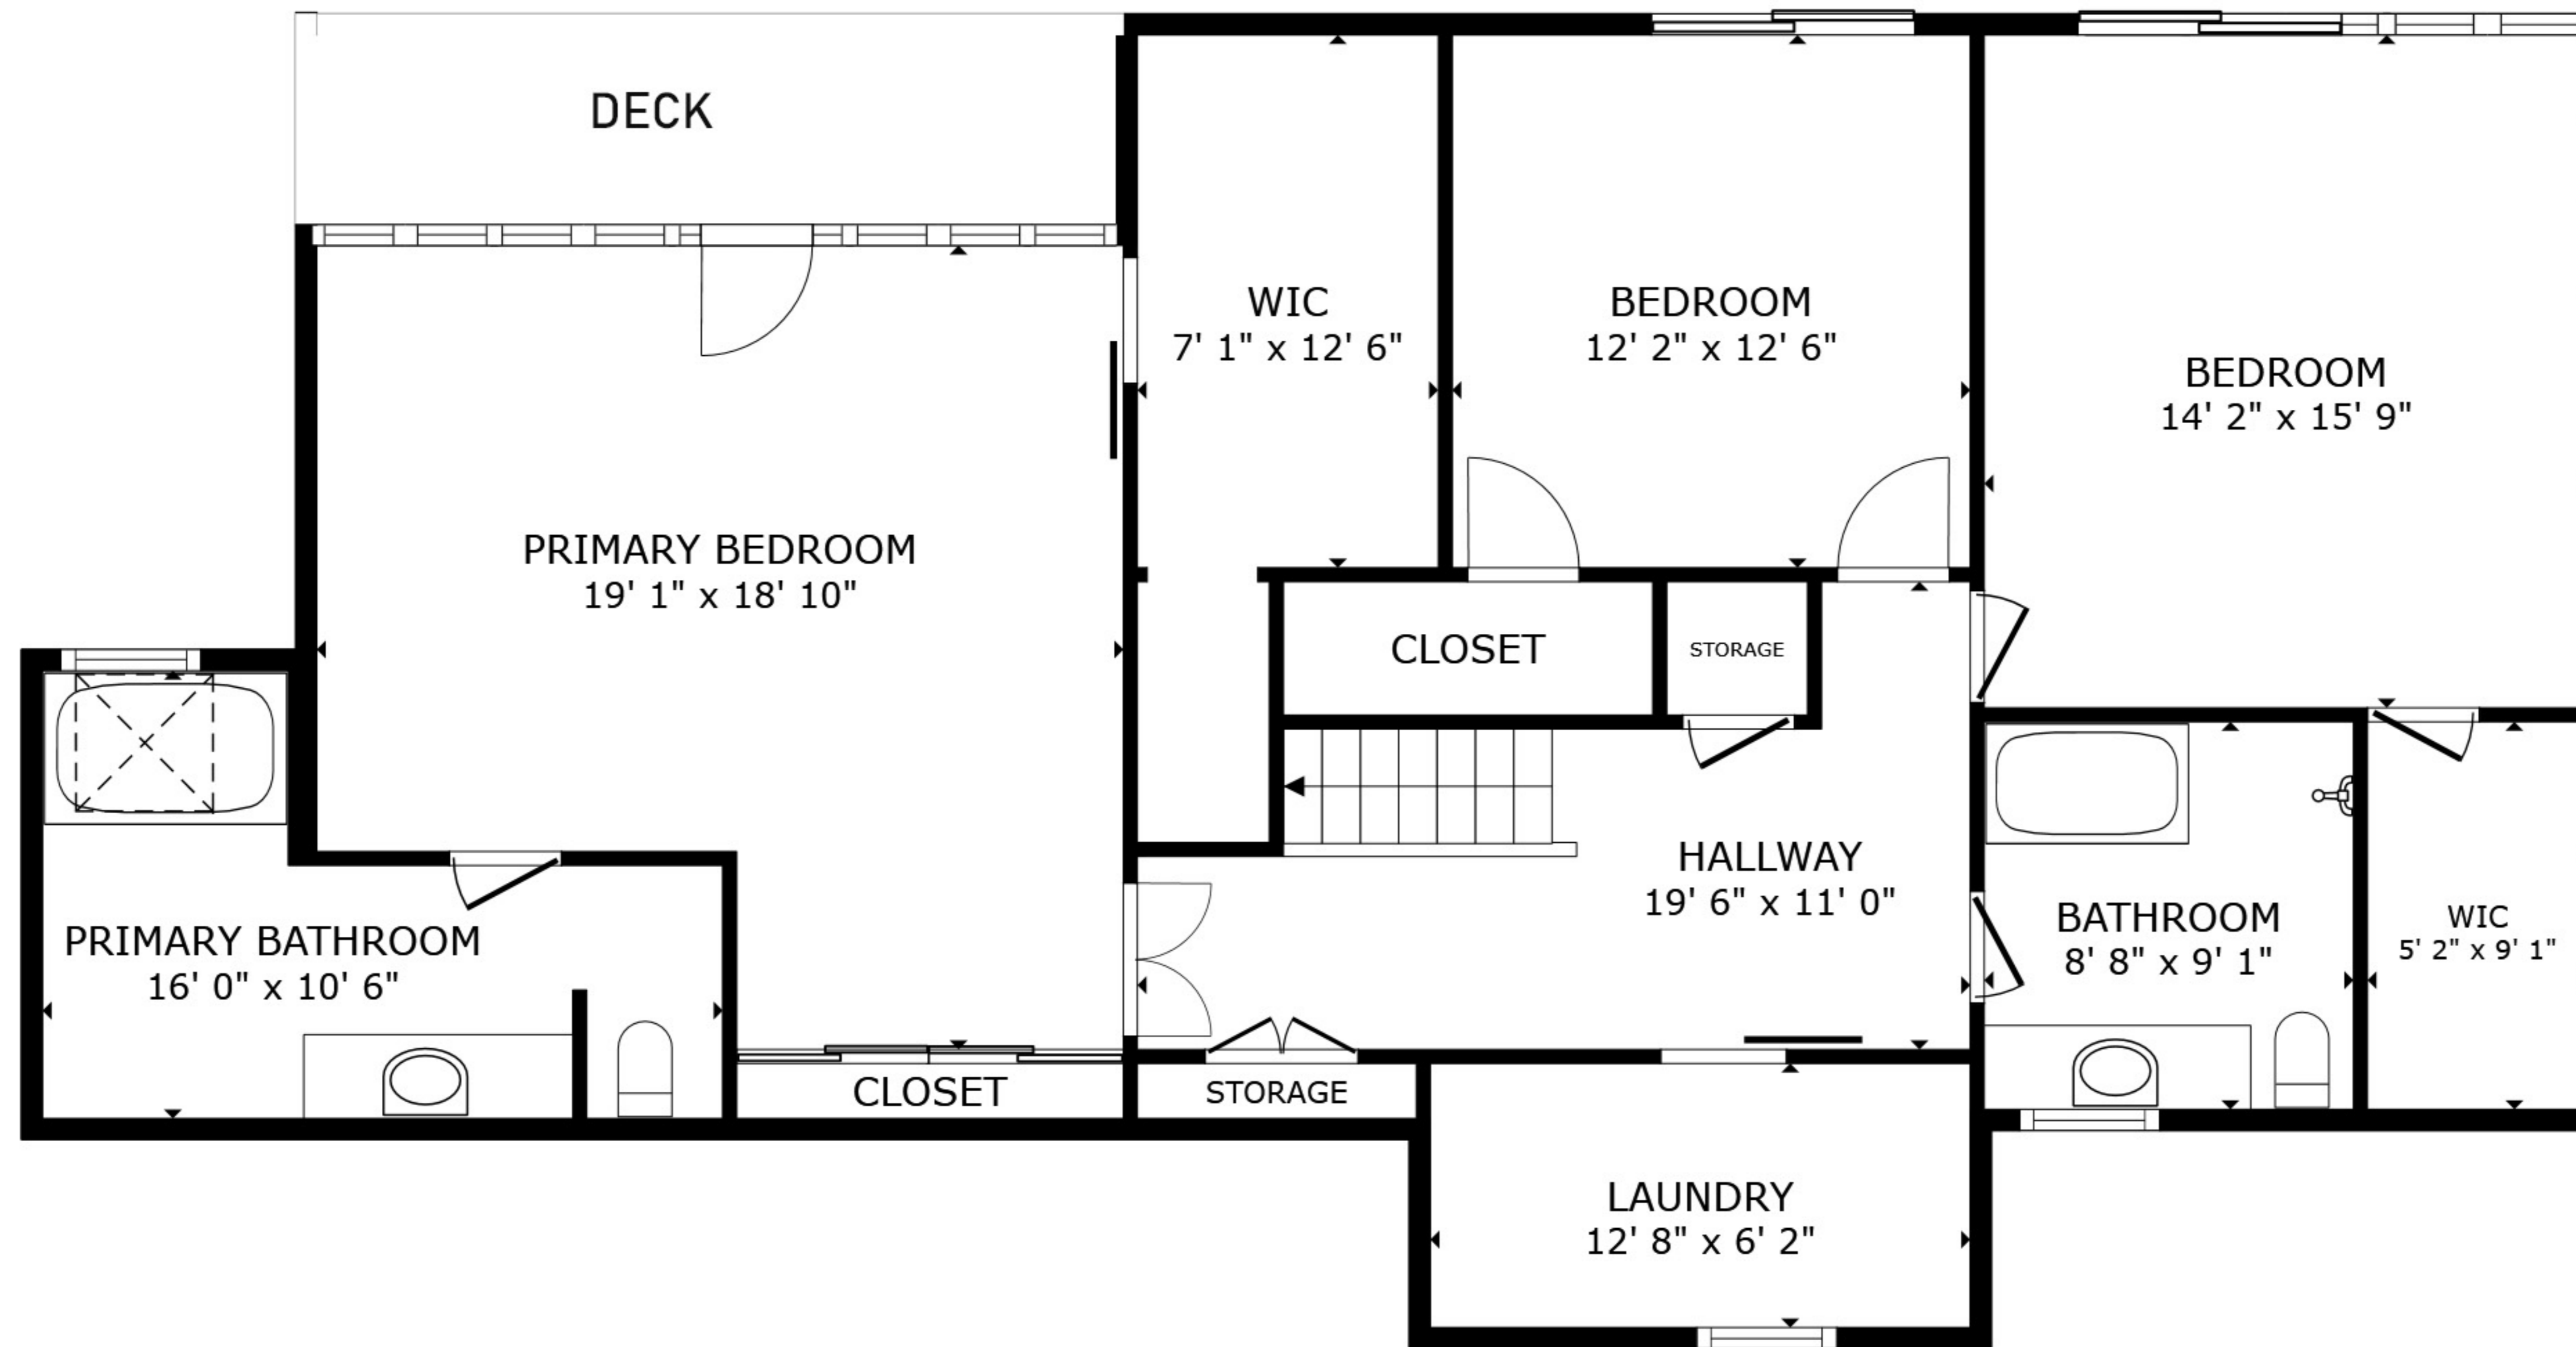 DECK
WIC
7' 1" x 12' 6"
BEDROOM
12' 2" x 12' 6"
BEDROOM
14' 2" x 15' 9"
PRIMARY BEDROOM
19' 1" x 18' 10"
CLOSET
STORAGE
HALLWAY
19' 6" x 11' 0"
PRIMARY BATHROOM
16' 0" x 10' 6"
BATHROOM
8' 8" x 9' 1"
WIC
5' 2" x 9' 1"
CLOSET
STORAGE
LAUNDRY
12' 8" x 6' 2"